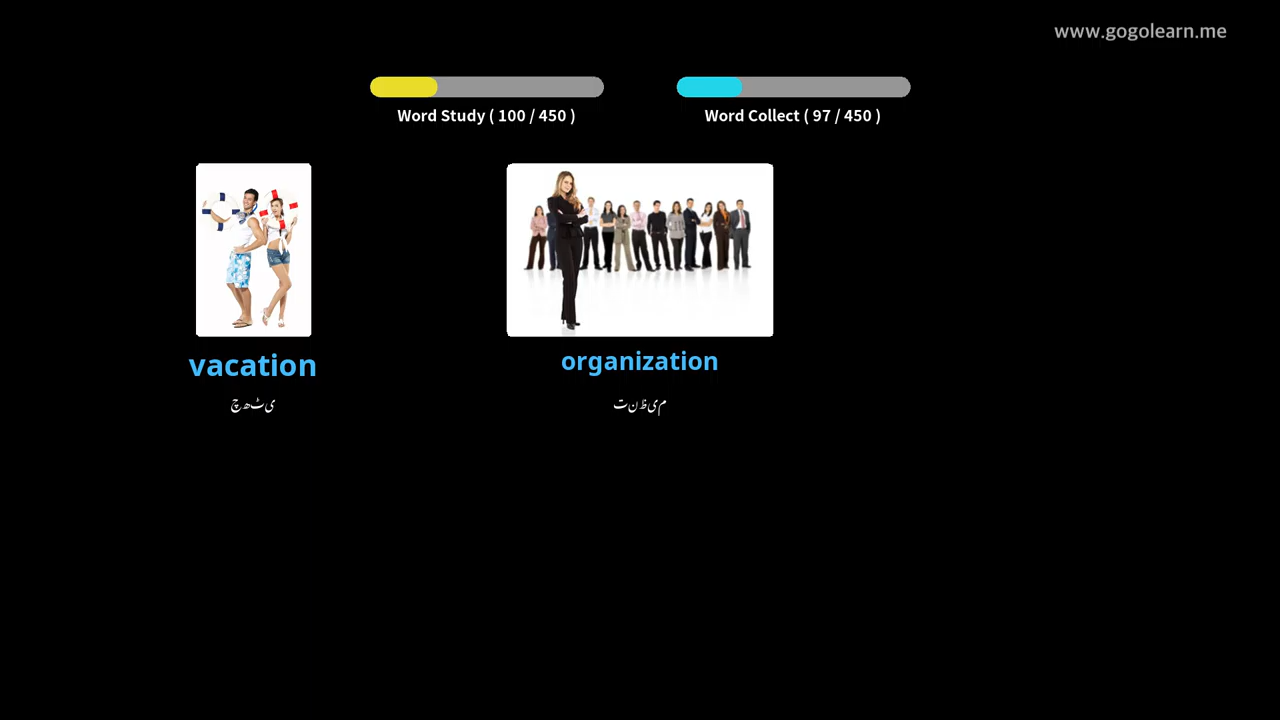 www.gogolearn.me
Word Study ( 100 / 450 )
Word Collect ( 97 / 450 )
vacation
چھٹی
organization
تنظیم